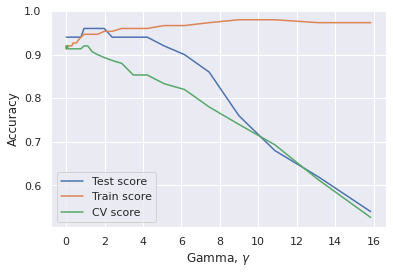 1.0
0.9
0.8
0.7
0.6
Accuracy
Test score
Train score
CV score
0 2 4 6 8 10 12 14 16
Gamma, γ